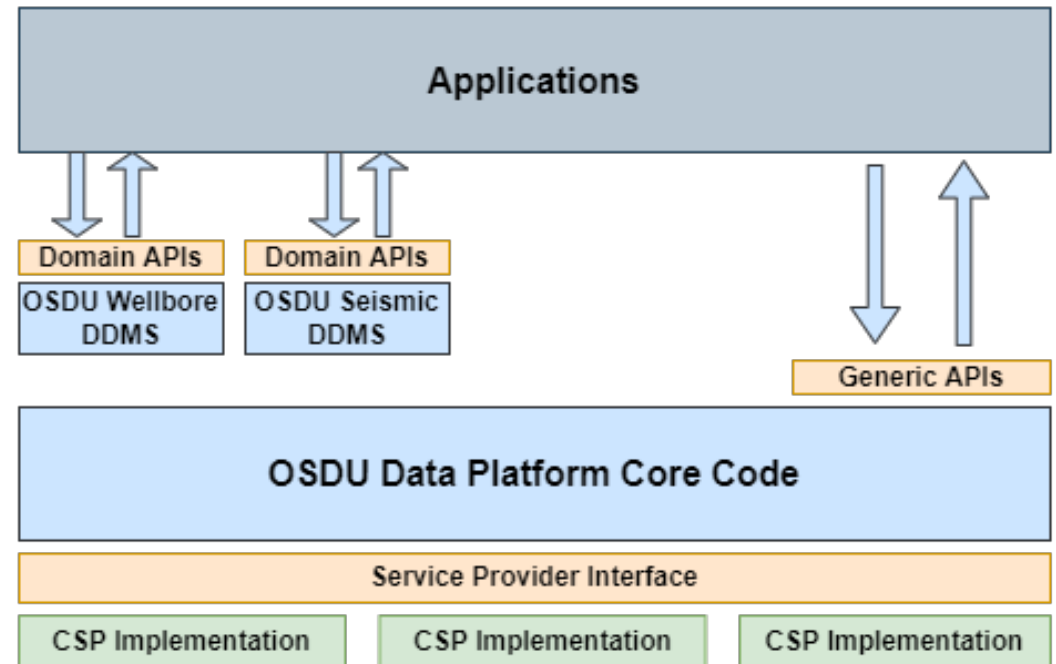 Applications
Domain APIs
Domain APIs
OSDU Wellbore
DDMS
OSDU Seismic
DDMS
Generic APIs
OSDU Data Platform Core Code
Service Provider Interface
CSP Implementation
CSP Implementation
CSP Implementation